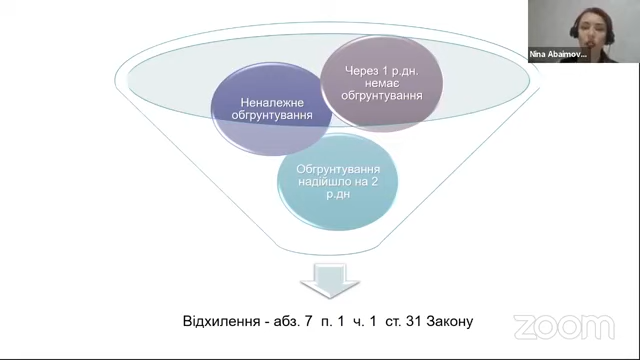 Nina Abaimov...
Через 1 р.дн.
немає
обгрунтування
Неналежне
обгрунтування
Обгрунтування
надійшло на 2
р.дн
Відхилення - абз. 7 п. 1 ч. 1 ст. 31 Закону
zoom